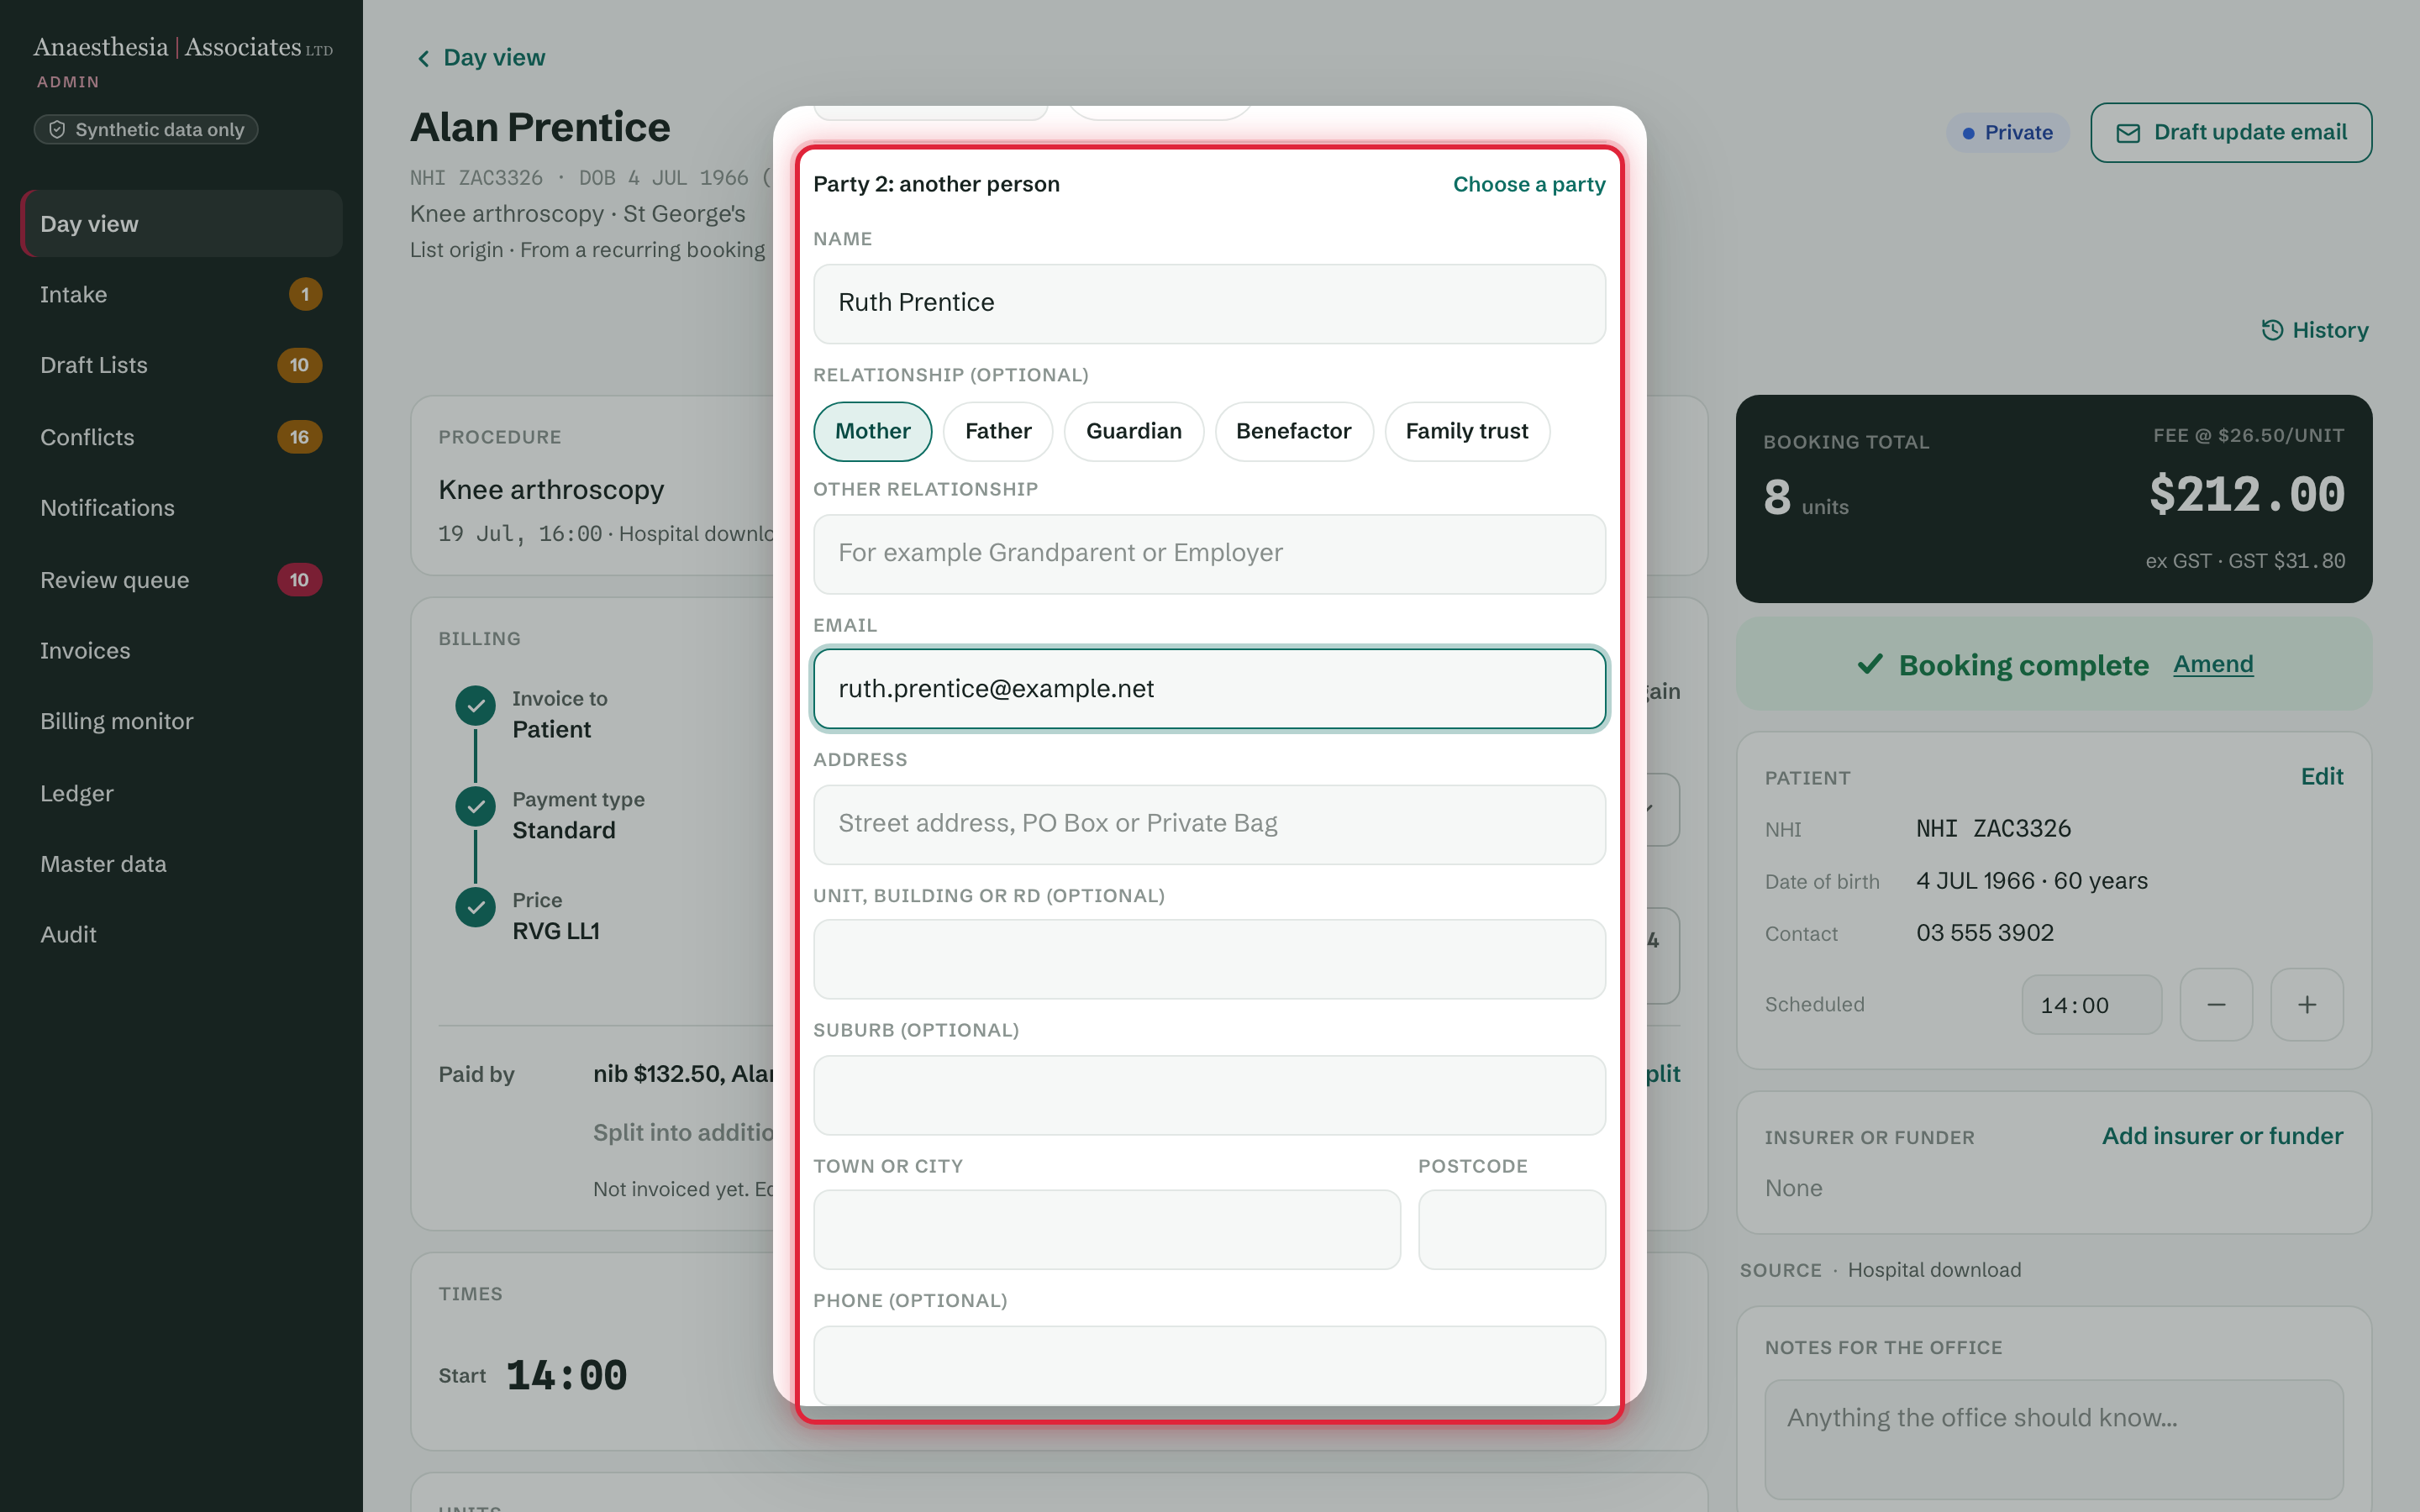 Anaesthesia | Associates LTD
ADMIN
Synthetic data only
Day view
Intake 1
Draft Lists 10
Conflicts 16
Notifications
Review queue 10
Invoices
Billing monitor
Ledger
Master data
Audit
Day view
Alan Prentice
NHI ZAC3326 · DOB 4 JUL 1966 (
Knee arthroscopy · St George's
List origin · From a recurring booking
Private
Draft update email
History
PROCEDURE
Knee arthroscopy
19 Jul, 16:00 · Hospital downlo
BILLING
Invoice to
Patient
Payment type
Standard
Price
RVG LL1
Paid by nib $132.50, Alan
Split into additio
Not invoiced yet. Ed
TIMES
Start 14:00
Party 2: another person
Choose a party
NAME
Ruth Prentice
RELATIONSHIP (OPTIONAL)
Mother Father Guardian Benefactor Family trust
OTHER RELATIONSHIP
For example Grandparent or Employer
EMAIL
ruth.prentice@example.net
ADDRESS
Street address, PO Box or Private Bag
UNIT, BUILDING OR RD (OPTIONAL)
SUBURB (OPTIONAL)
TOWN OR CITY POSTCODE
PHONE (OPTIONAL)
gain
4
plit
BOOKING TOTAL FEE @ $26.50/UNIT
8 units $212.00
ex GST · GST $31.80
Booking complete Amend
PATIENT Edit
NHI NHI ZAC3326
Date of birth 4 JUL 1966 · 60 years
Contact 03 555 3902
Scheduled 14:00 − +
INSURER OR FUNDER Add insurer or funder
None
SOURCE · Hospital download
NOTES FOR THE OFFICE
Anything the office should know...